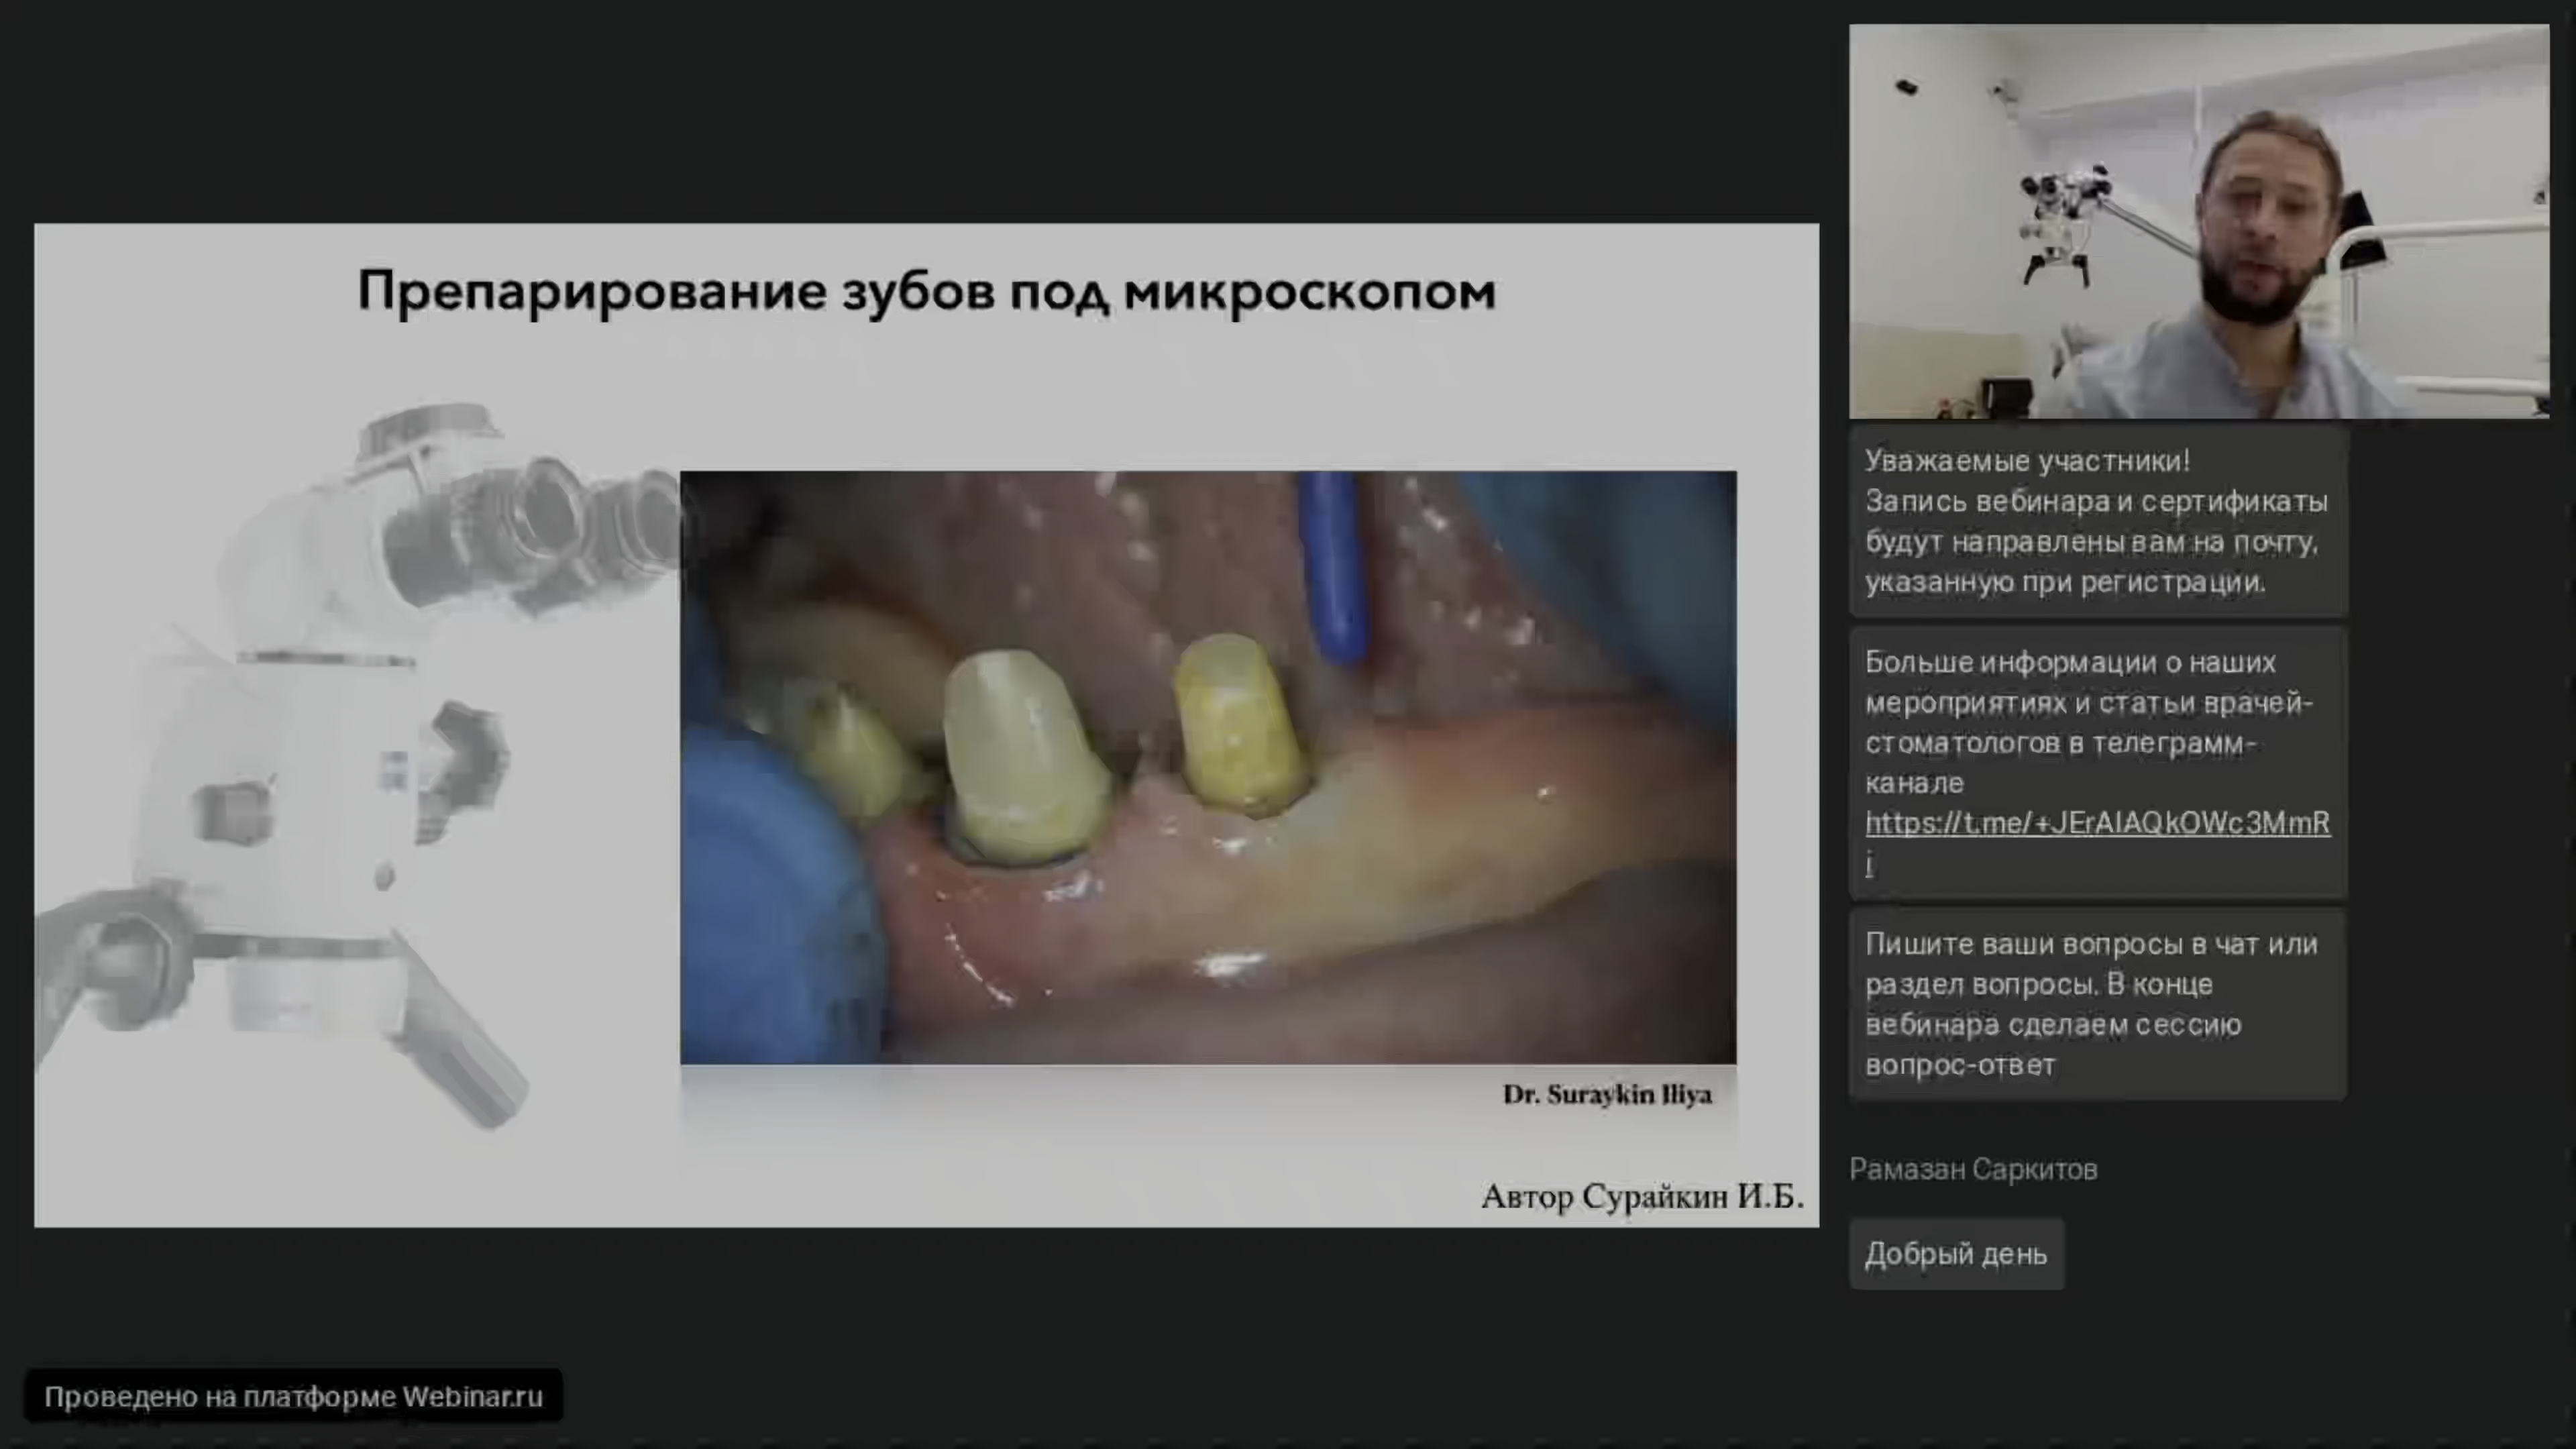 Препарирование зубов под микроскопом
Dr. Suraykin Iliya
Автор Сурайкин И.Б.
Уважаемые участники!
Запись вебинара и сертификаты
будут направлены вам на почту,
указанную при регистрации.
Больше информации о наших
мероприятиях и статьи врачей-
стоматологов в телеграмм-
канале
https://t.me/+JErAIAQkOWc3MmR
i
Пишите ваши вопросы в чат или
раздел вопросы. В конце
вебинара сделаем сессию
вопрос-ответ
Рамазан Саркитов
Добрый день
Проведено на платформе Webinar.ru